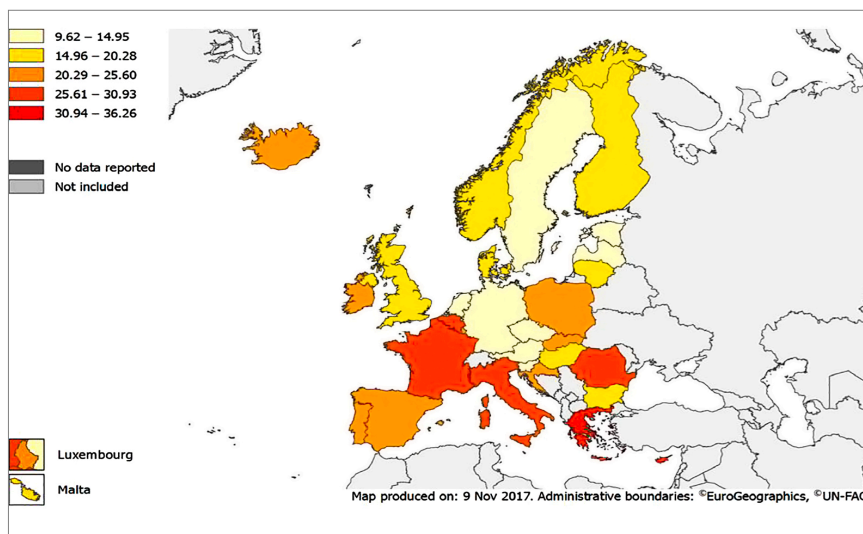 9.62 – 14.95
14.96 – 20.28
20.29 – 25.60
25.61 – 30.93
30.94 – 36.26
No data reported
Not included
Luxembourg
Malta
Map produced on: 9 Nov 2017. Administrative boundaries: ©EuroGeographics, ©UN-FAO